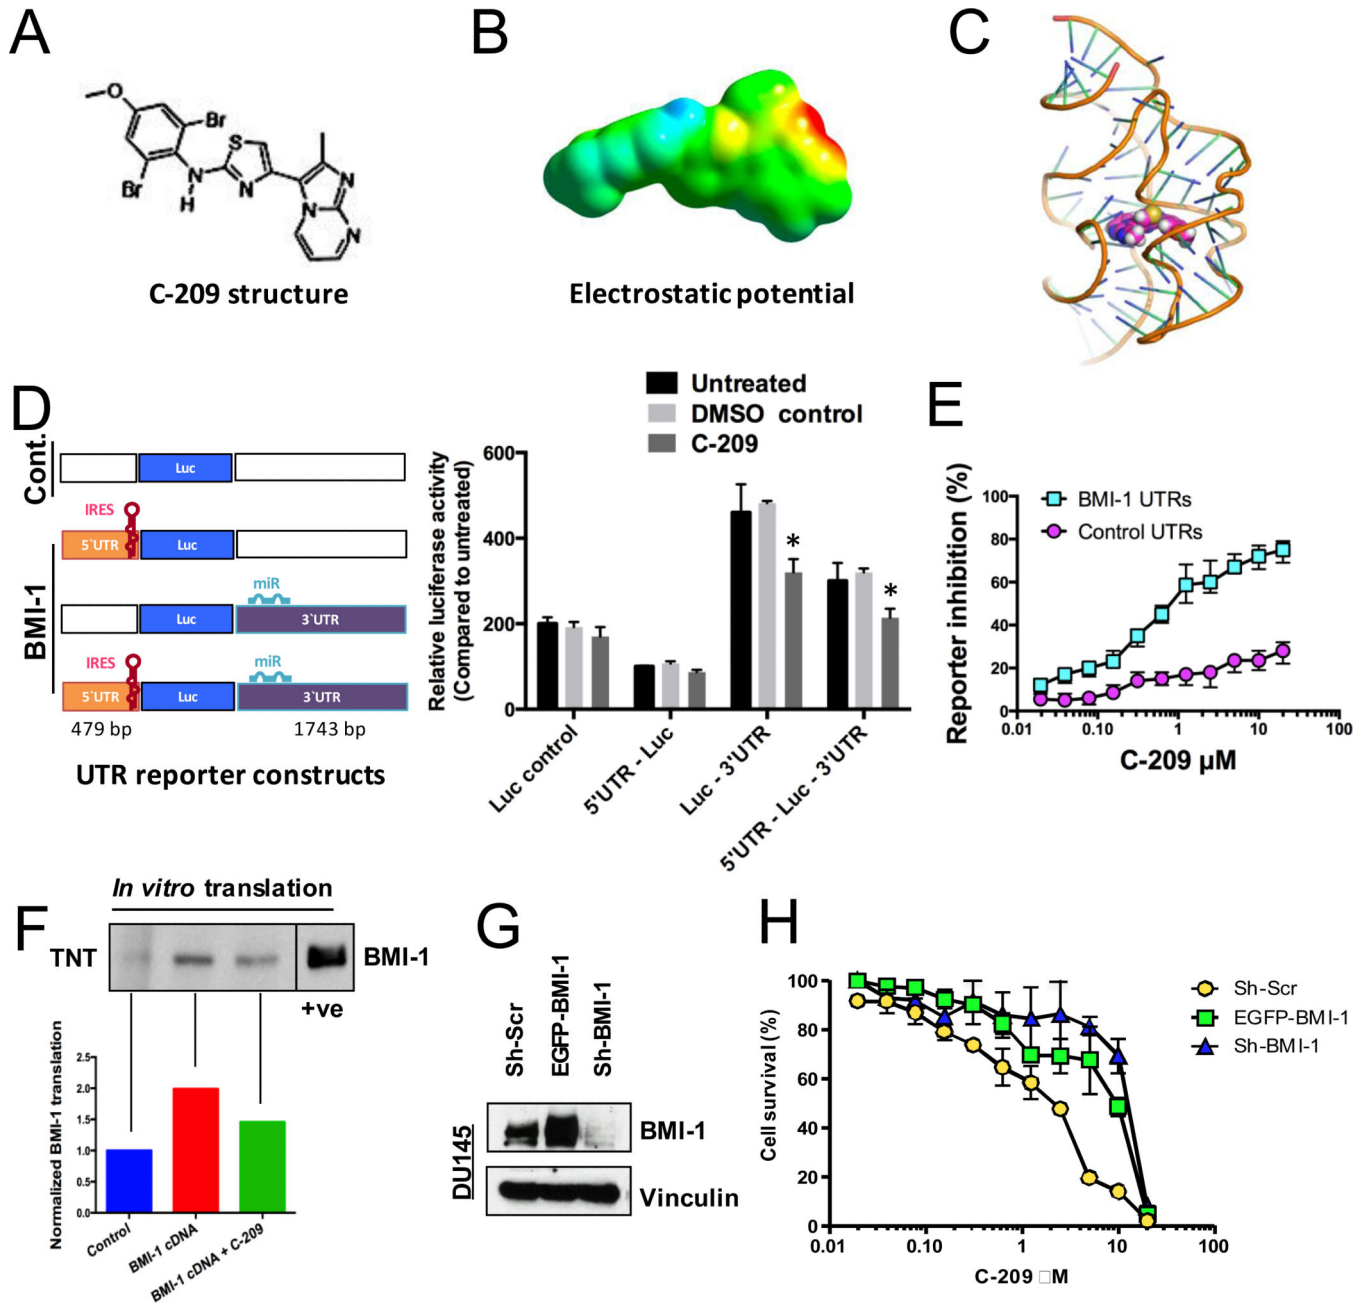 A
B
C
O
Br
Br
N
H
S
N
N
N
N
C-209 structure
Electrostatic potential
D
Cont.
BMI-1
Luc
IRES
5`UTR
Luc
miR
Luc
3`UTR
IRES
miR
5`UTR
Luc
3`UTR
479 bp
1743 bp
UTR reporter constructs
Untreated
DMSO control
C-209
Relative luciferase activity
(Compared to untreated)
600
400
200
0
*
*
Luc control
5'UTR - Luc
Luc - 3'UTR
5'UTR - Luc - 3'UTR
E
Reporter inhibition (%)
100
80
60
40
20
0
BMI-1 UTRs
Control UTRs
0.01
0.10
1
10
100
C-209 µM
F
In vitro translation
TNT
BMI-1
+ve
Normalized BMI-1 translation
2.5
2.0
1.5
1.0
0.5
0.0
Control
BMI-1 cDNA
BMI-1 cDNA + C-209
G
Sh-Scr
EGFP-BMI-1
Sh-BMI-1
DU145
BMI-1
Vinculin
H
Cell survival (%)
100
80
60
40
20
0
0.01
0.10
1
10
100
C-209 □M
Sh-Scr
EGFP-BMI-1
Sh-BMI-1